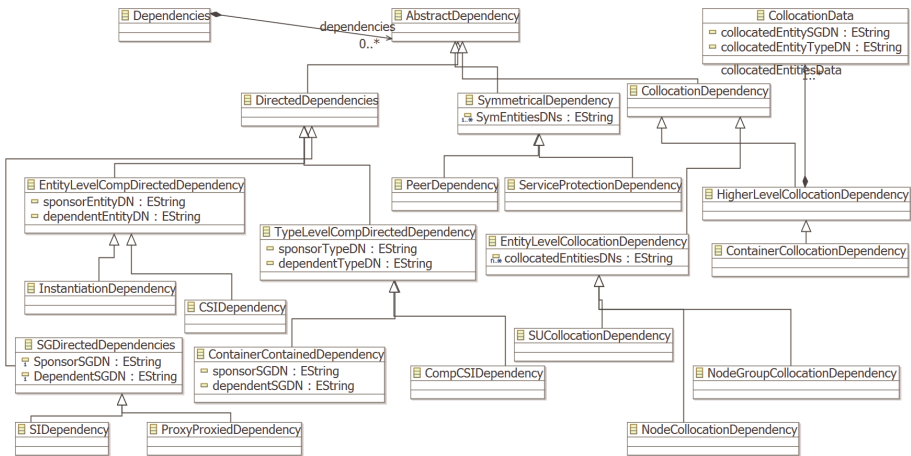 Dependencies
dependencies
0..*
AbstractDependency
CollocationData
collocatedEntitySGDN : EString
collocatedEntityTypeDN : EString
collocatedEntitiesData
DirectedDependencies
SymmetricalDependency
SymEntitiesDNs : EString
CollocationDependency
EntityLevelCompDirectedDependency
sponsorEntityDN : EString
dependentEntityDN : EString
PeerDependency
ServiceProtectionDependency
HigherLevelCollocationDependency
TypeLevelCompDirectedDependency
sponsorTypeDN : EString
dependentTypeDN : EString
EntityLevelCollocationDependency
collocatedEntitiesDNs : EString
ContainerCollocationDependency
InstantiationDependency
CSIDependency
SUCollocationDependency
SGDirectedDependencies
SponsorSGDN : EString
DependentSGDN : EString
ContainerContainedDependency
sponsorSGDN : EString
dependentSGDN : EString
CompCSIDependency
NodeGroupCollocationDependency
SIDependency
ProxyProxiedDependency
NodeCollocationDependency